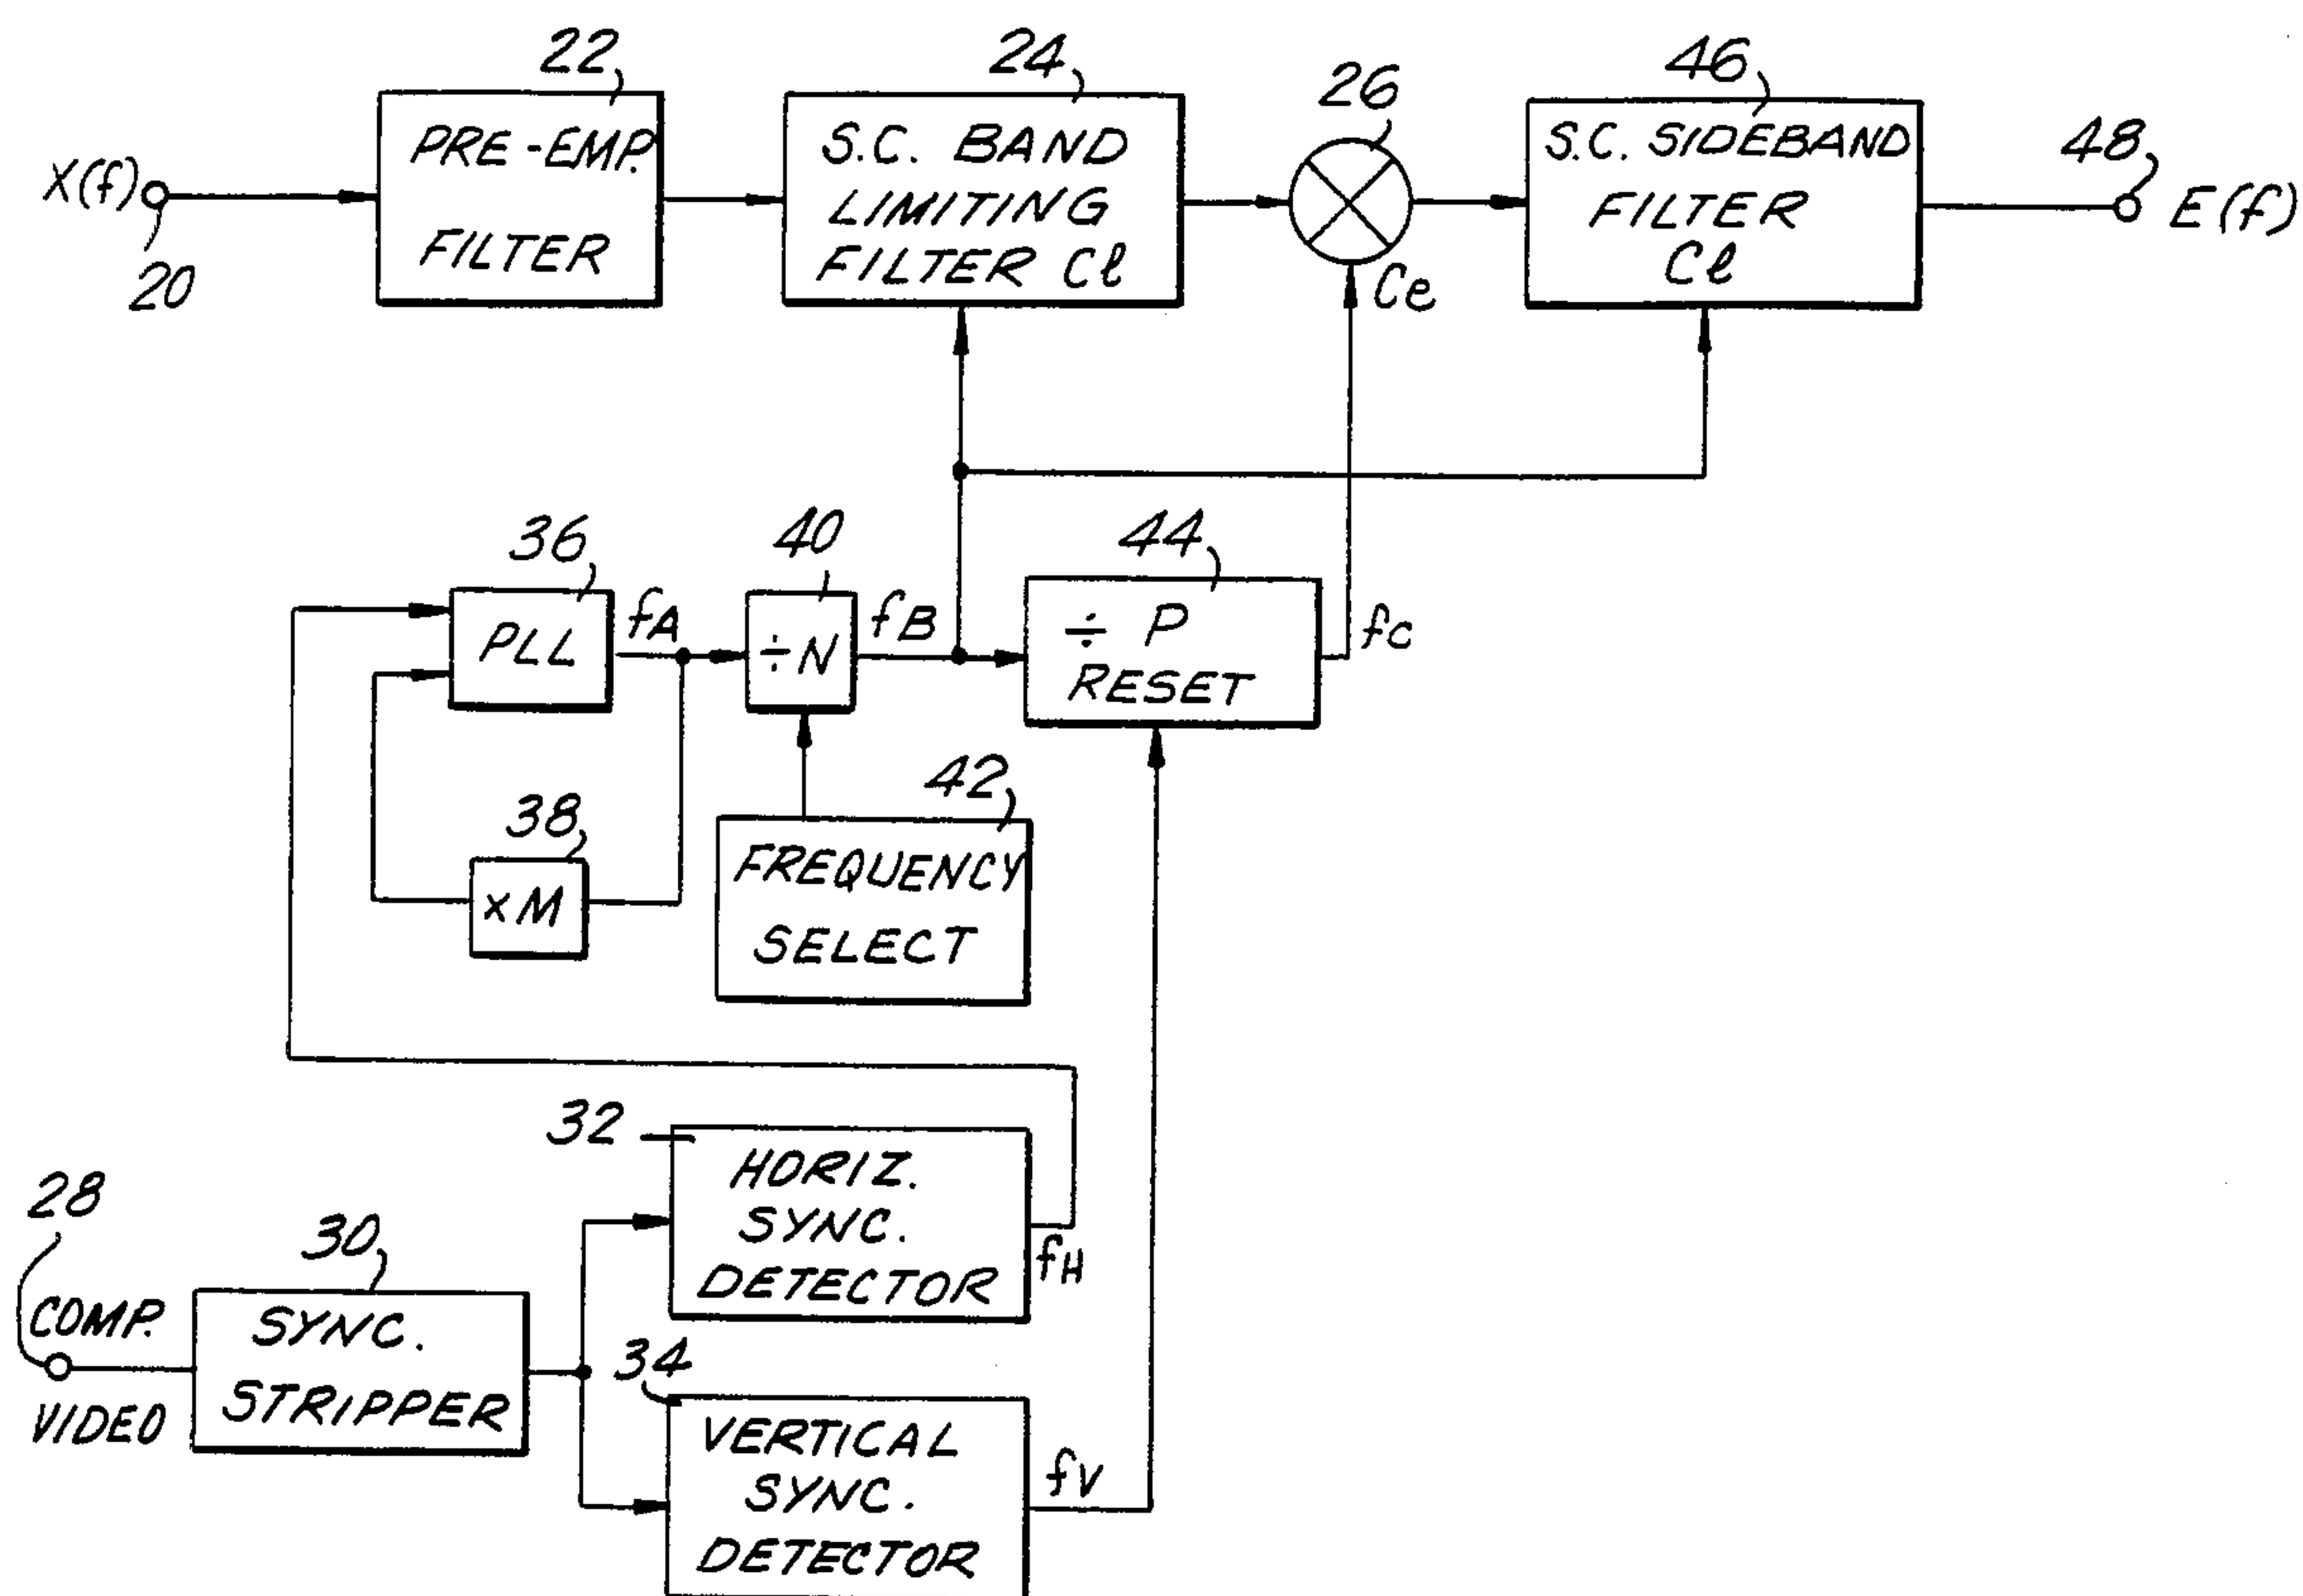 22
24
26
46
48
X(f)
20
PRE-EMP.
FILTER
S.C. BAND
LIMITING
FILTER Cl
Ce
S.C. SIDEBAND
FILTER
Cl
E(f)
36
PLL
fA
40
÷N
fB
44
÷ P
RESET
fC
38
xM
42
FREQUENCY
SELECT
32
HORIZ.
SYNC.
DETECTOR
fH
28
COMP.
VIDEO
30
SYNC.
STRIPPER
34
VERTICAL
SYNC.
DETECTOR
fV